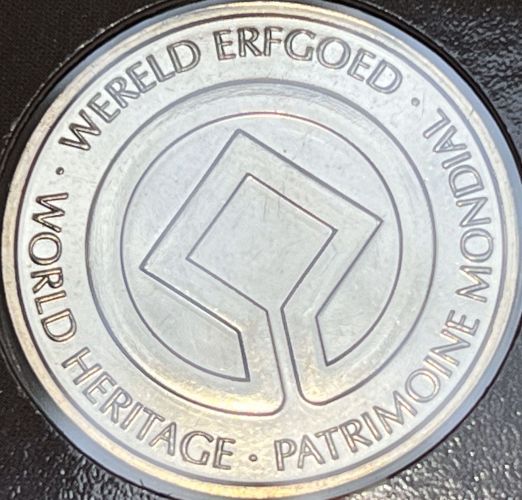 WERELD ERFGOED ·
PATRIMOINE MONDIAL
· WORLD HERITAGE ·